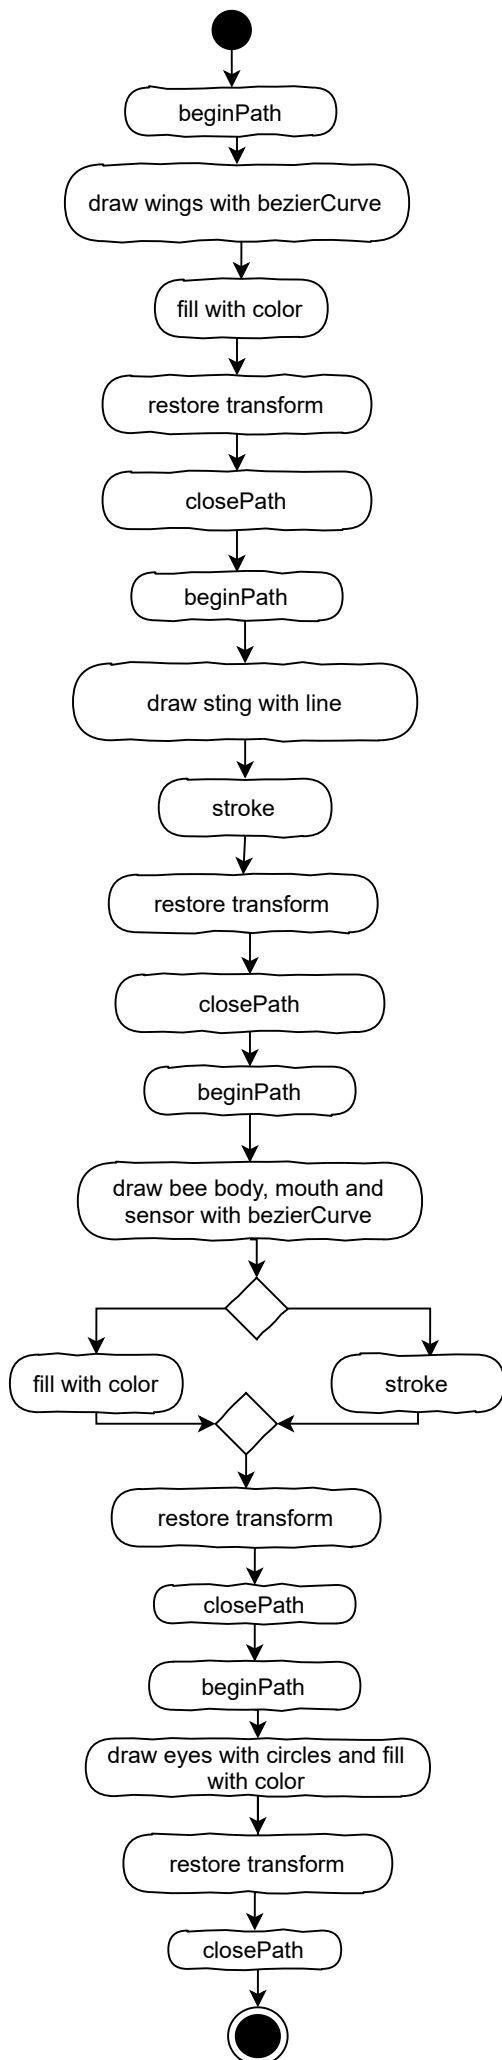 beginPath
draw wings with bezierCurve
fill with color
restore transform
closePath
beginPath
draw sting with line
stroke
restore transform
closePath
beginPath
draw bee body, mouth and
sensor with bezierCurve
fill with color
stroke
restore transform
closePath
beginPath
draw eyes with circles and fill
with color
restore transform
closePath